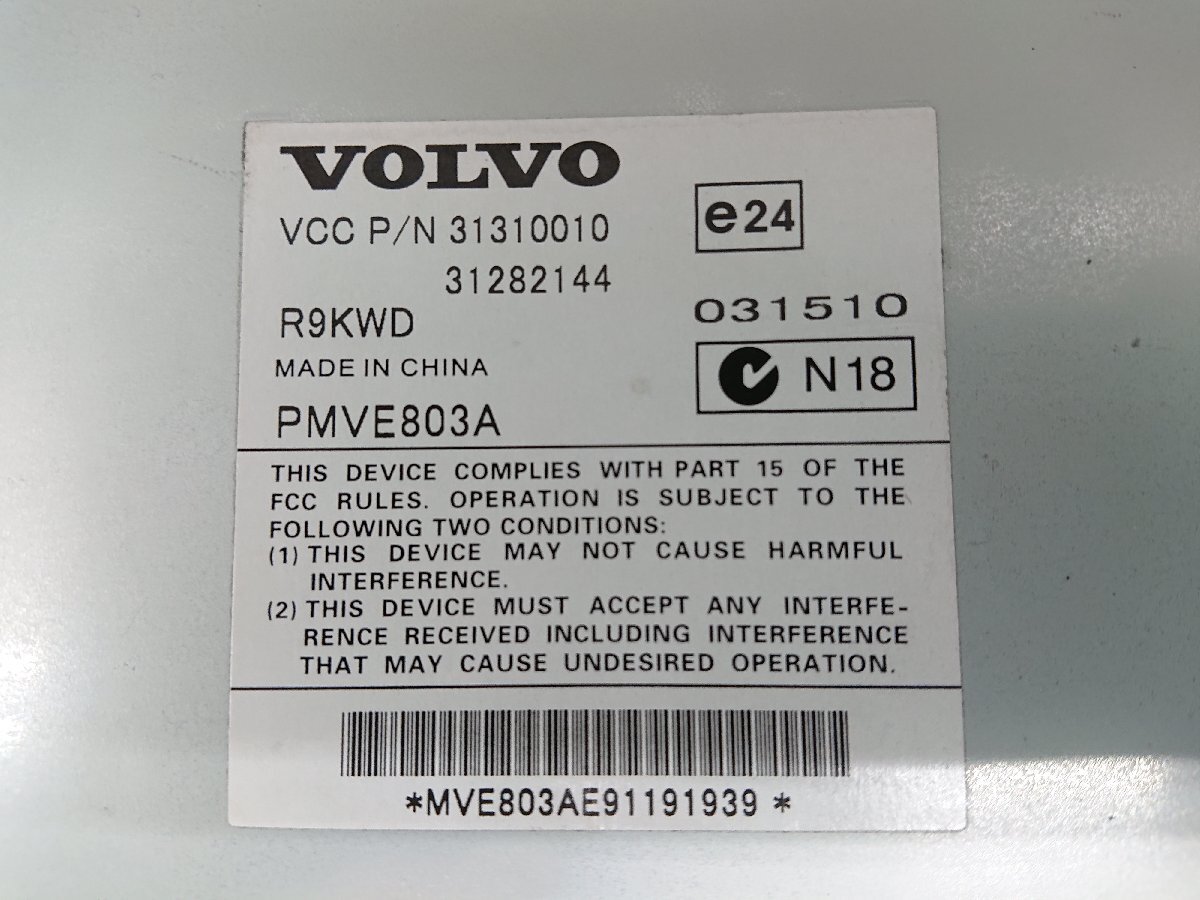 VOLVO
VCC P/N 31310010
31282144
e24
R9KWD
031510
MADE IN CHINA
N18
PMVE803A
THIS DEVICE COMPLIES WITH PART 15 OF THE
FCC RULES. OPERATION IS SUBJECT TO THE
FOLLOWING TWO CONDITIONS:
(1) THIS DEVICE MAY NOT CAUSE HARMFUL
INTERFERENCE.
(2) THIS DEVICE MUST ACCEPT ANY INTERFE-
RENCE RECEIVED INCLUDING INTERFERENCE
THAT MAY CAUSE UNDESIRED OPERATION.
*MVE803AE91191939 *